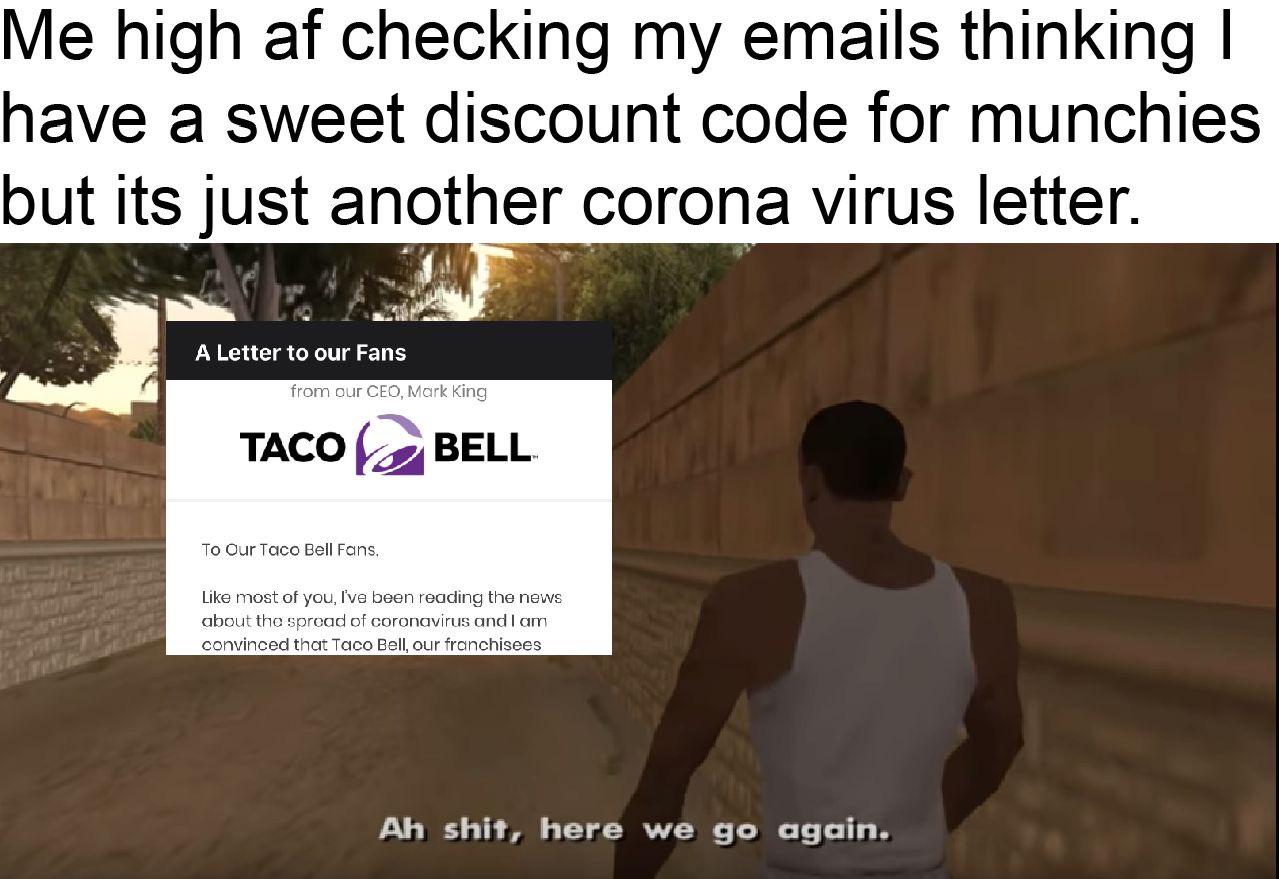 Me high af checking my emails thinking I
have a sweet discount code for munchies
but its just another corona virus letter.
A Letter to our Fans
from our CEO, Mark King
TACO BELL
To Our Taco Bell Fans,
Like most of you, I've been reading the news
about the spread of coronavirus and I am
convinced that Taco Bell, our franchisees
Ah shit, here we go again.